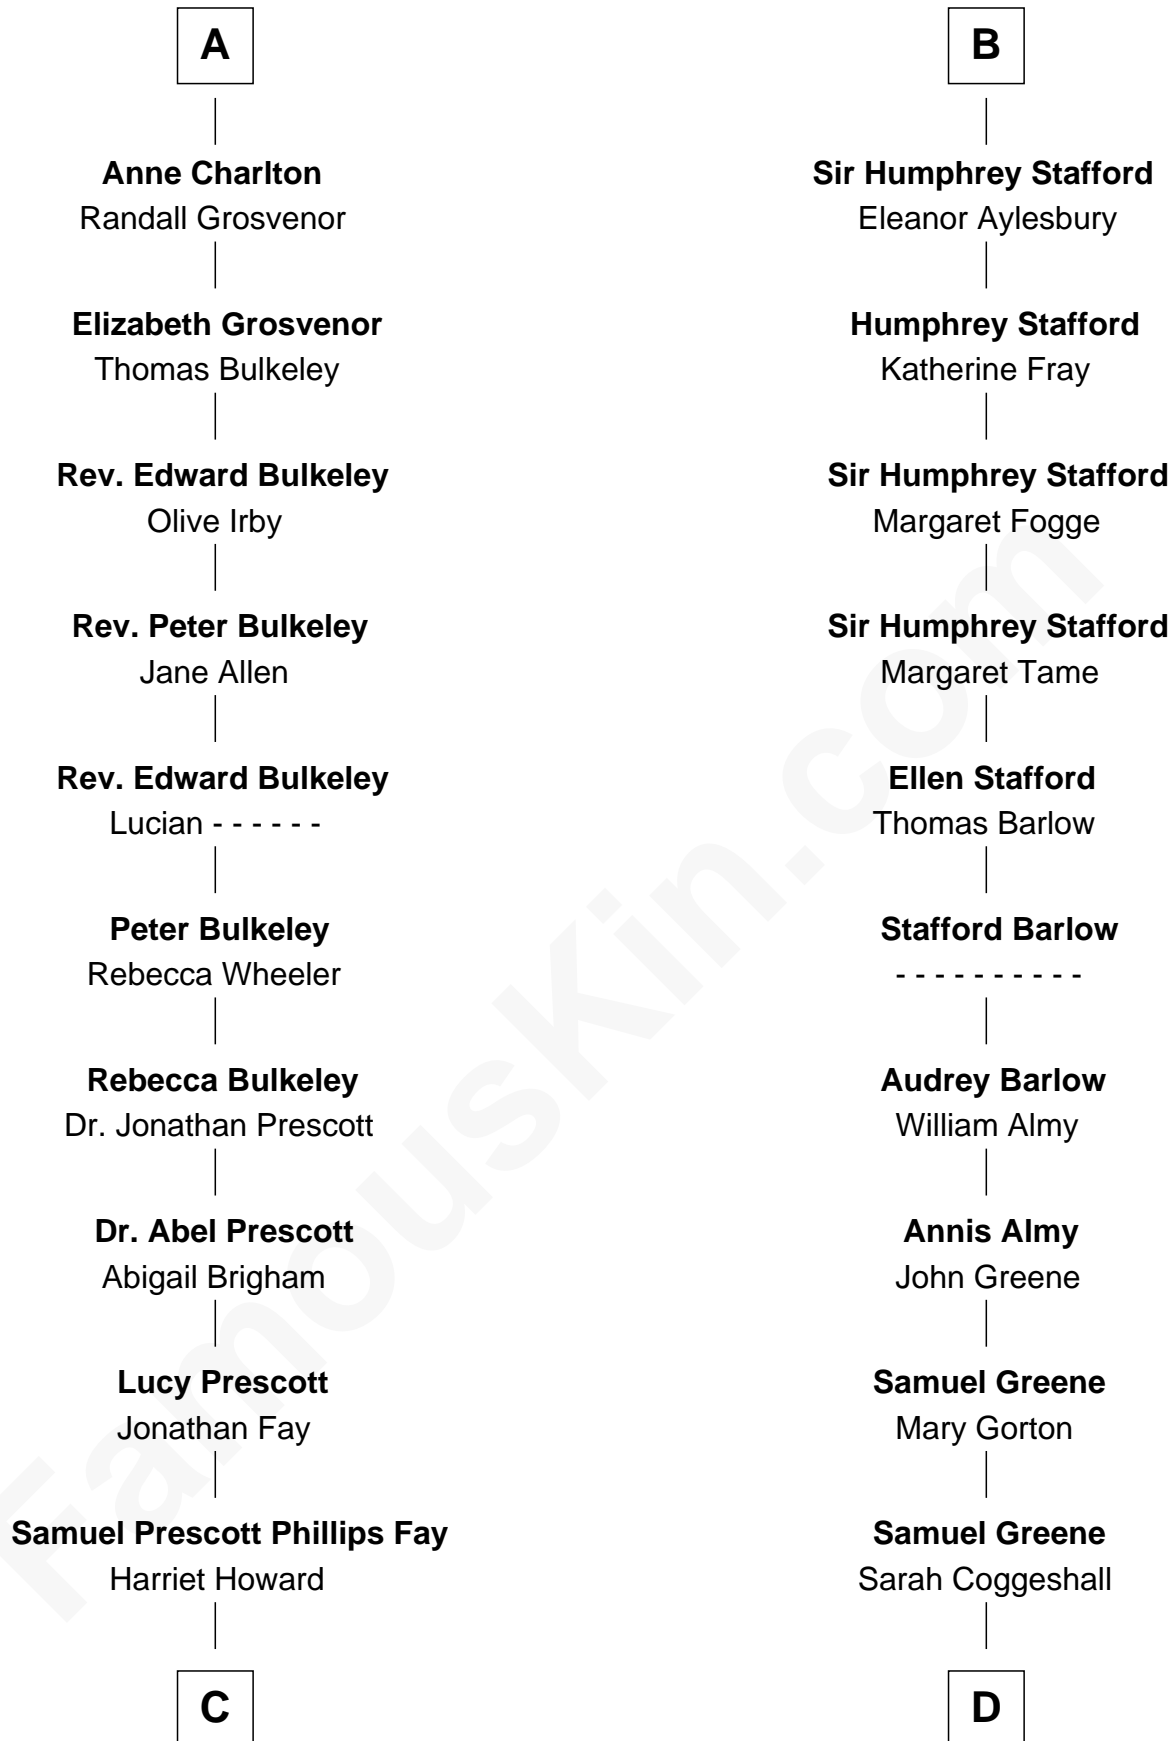 A
Anne Charlton
Randall Grosvenor
Elizabeth Grosvenor
Thomas Bulkeley
Rev. Edward Bulkeley
Olive Irby
Rev. Peter Bulkeley
Jane Allen
Rev. Edward Bulkeley
Lucian - - - - - -
Peter Bulkeley
Rebecca Wheeler
Rebecca Bulkeley
Dr. Jonathan Prescott
Dr. Abel Prescott
Abigail Brigham
Lucy Prescott
Jonathan Fay
Samuel Prescott Phillips Fay
Harriet Howard
C
B
Sir Humphrey Stafford
Eleanor Aylesbury
Humphrey Stafford
Katherine Fray
Sir Humphrey Stafford
Margaret Fogge
Sir Humphrey Stafford
Margaret Tame
Ellen Stafford
Thomas Barlow
Stafford Barlow
- - - - - - - - - -
Audrey Barlow
William Almy
Annis Almy
John Greene
Samuel Greene
Mary Gorton
Samuel Greene
Sarah Coggeshall
D
FamousKin.com